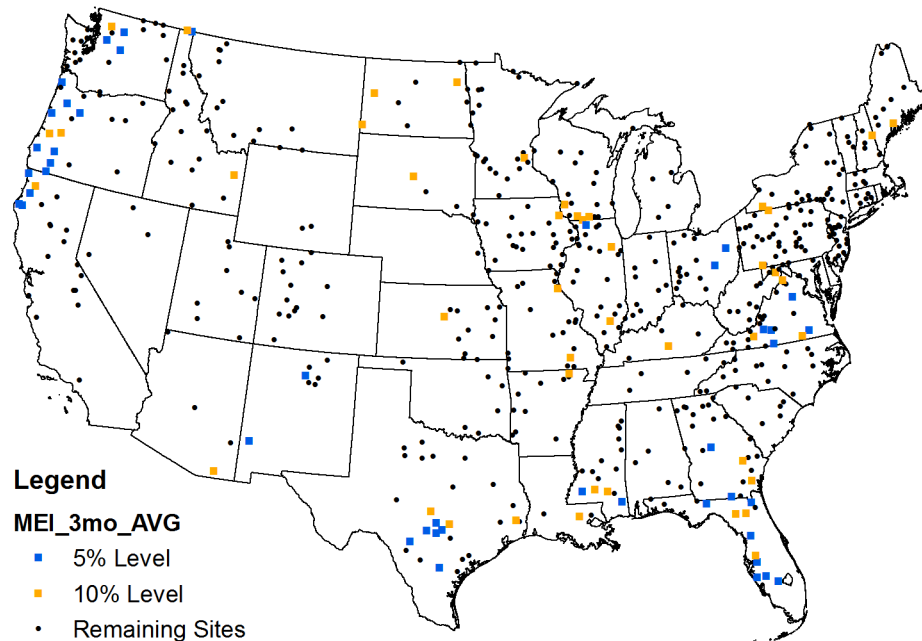 Legend
MEI_3mo_AVG
5% Level
10% Level
Remaining Sites